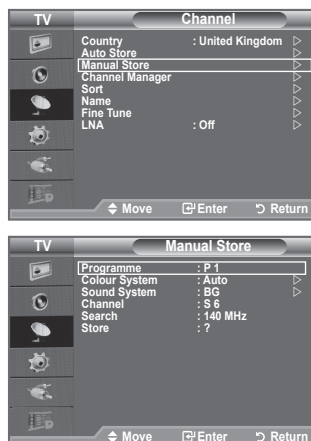 TV Channel
Country : United Kingdom
Auto Store
Manual Store
Channel Manager
Sort
Name
Fine Tune
LNA : Off
Move Enter Return
TV Manual Store
Programme : P 1
Colour System : Auto
Sound System : BG
Channel : S 6
Search : 140 MHz
Store : ?
Move Enter Return